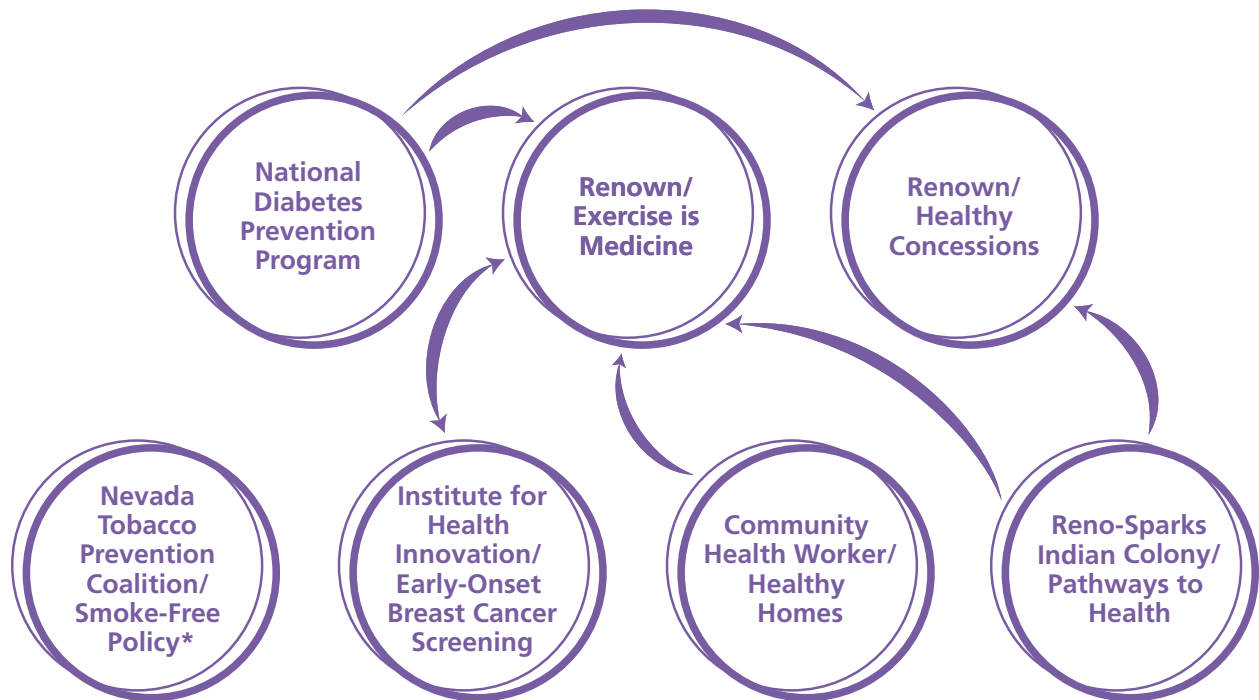 National
Diabetes
Prevention
Program
Renown/
Exercise is
Medicine
Renown/
Healthy
Concessions
Nevada
Tobacco
Prevention
Coalition/
Smoke-Free
Policy*
Institute for
Health
Innovation/
Early-Onset
Breast Cancer
Screening
Community
Health Worker/
Healthy
Homes
Reno-Sparks
Indian Colony/
Pathways to
Health